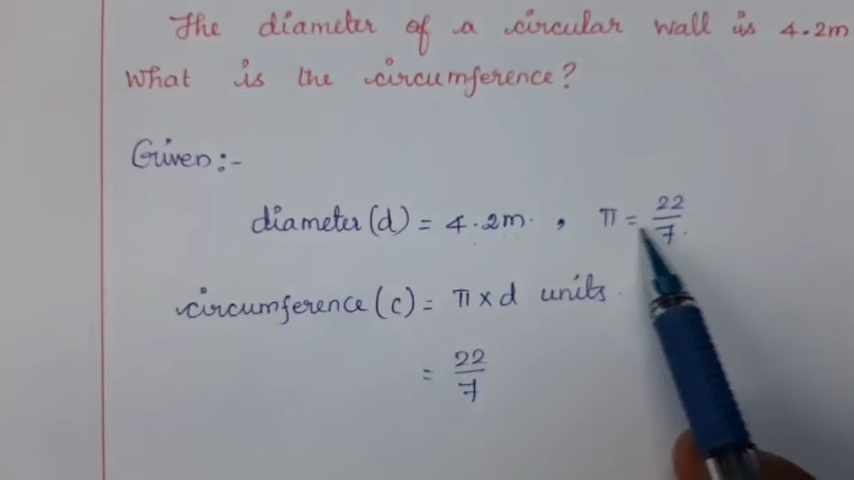 The diameter of a circular wall is 4.2m
What is the circumference?
Given:-
diameter(d) = 4.2m. , π = 22/7.
circumference(c) = π × d units.
= 22/7